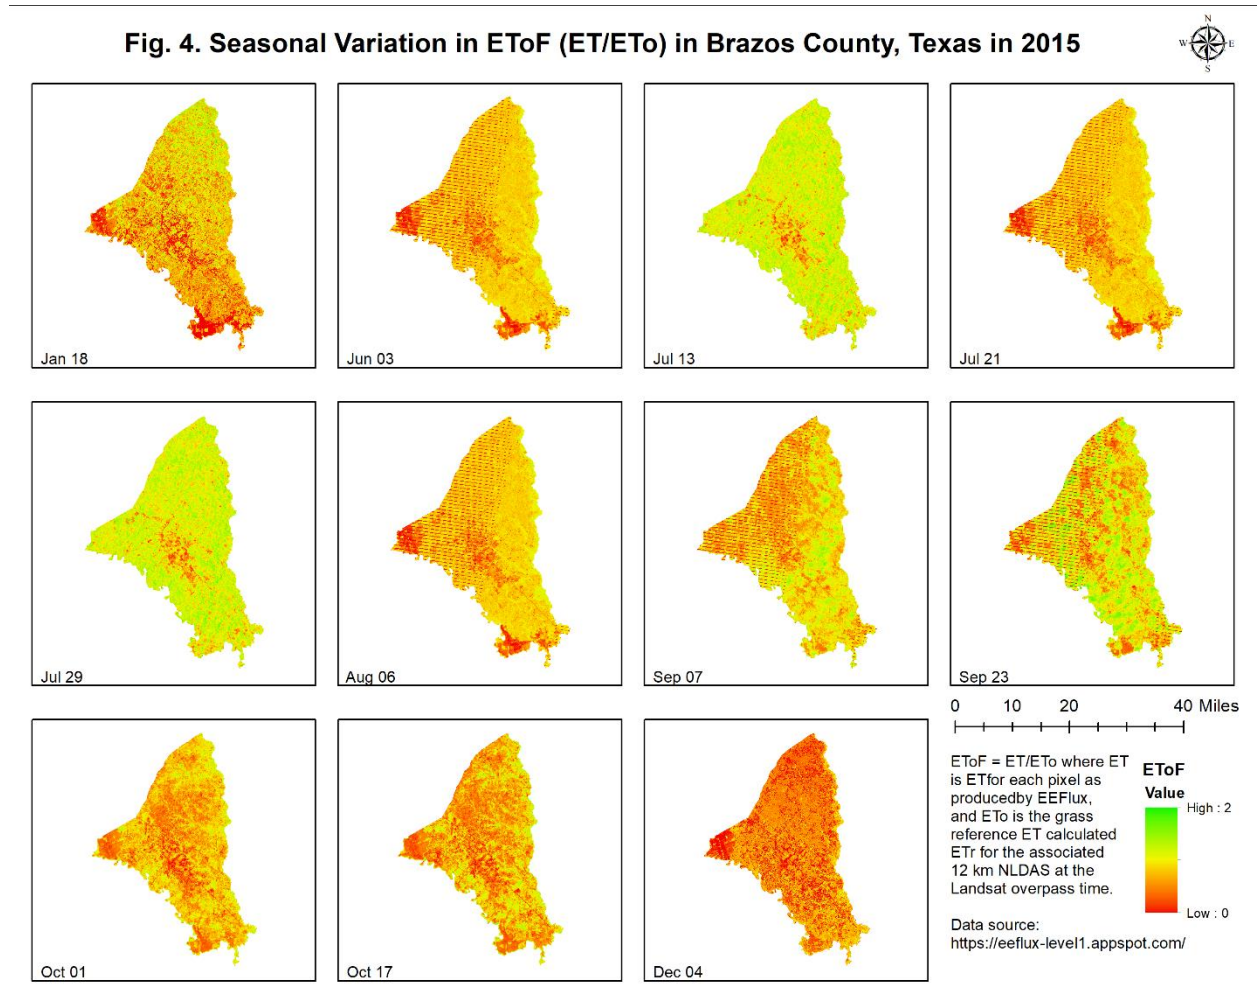 Fig. 4. Seasonal Variation in EToF (ET/ETo) in Brazos County, Texas in 2015
N
W E
S
Jan 18
Jun 03
Jul 13
Jul 21
Jul 29
Aug 06
Sep 07
Sep 23
0 10 20 40 Miles
EToF = ET/ETo where ET
is ETfor each pixel as
producedby EEFlux,
and ETo is the grass
reference ET calculated
ETr for the associated
12 km NLDAS at the
Landsat overpass time.
Data source:
https://eeflux-level1.appspot.com/
EToF
Value
High : 2
Low : 0
Oct 01
Oct 17
Dec 04